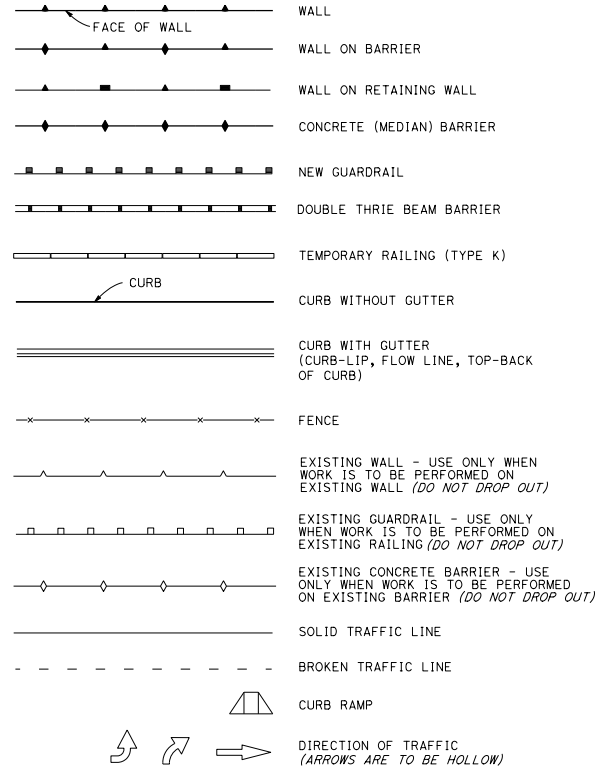 WALL
FACE OF WALL
WALL ON BARRIER
WALL ON RETAINING WALL
CONCRETE (MEDIAN) BARRIER
NEW GUARDRAIL
DOUBLE THRIE BEAM BARRIER
TEMPORARY RAILING (TYPE K)
CURB
CURB WITHOUT GUTTER
CURB WITH GUTTER
(CURB-LIP, FLOW LINE, TOP-BACK
OF CURB)
FENCE
EXISTING WALL - USE ONLY WHEN
WORK IS TO BE PERFORMED ON
EXISTING WALL (DO NOT DROP OUT)
EXISTING GUARDRAIL - USE ONLY
WHEN WORK IS TO BE PERFORMED ON
EXISTING RAILING (DO NOT DROP OUT)
EXISTING CONCRETE BARRIER - USE
ONLY WHEN WORK IS TO BE PERFORMED
ON EXISTING BARRIER (DO NOT DROP OUT)
SOLID TRAFFIC LINE
BROKEN TRAFFIC LINE
CURB RAMP
DIRECTION OF TRAFFIC
(ARROWS ARE TO BE HOLLOW)